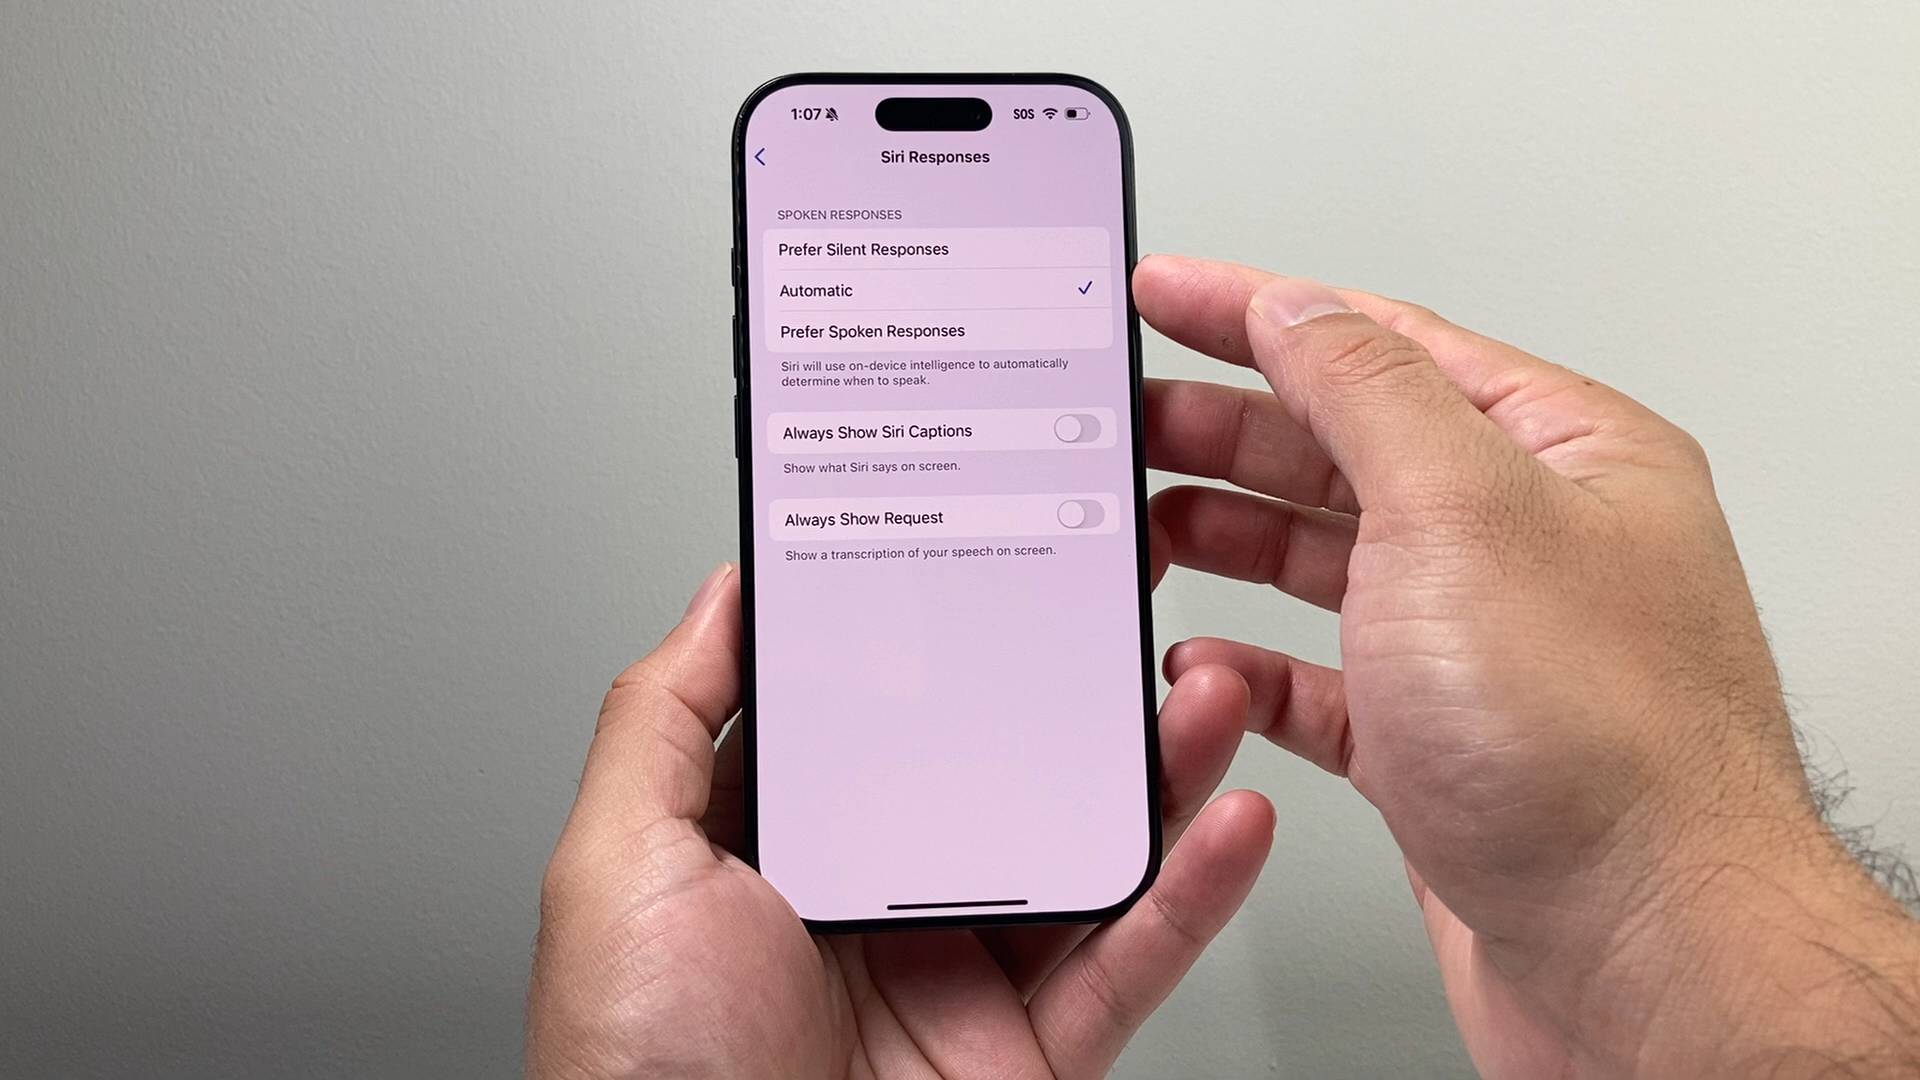 1:07 SOS
Siri Responses
SPOKEN RESPONSES
Prefer Silent Responses
Automatic
Prefer Spoken Responses
Siri will use on-device intelligence to automatically
determine when to speak.
Always Show Siri Captions
Show what Siri says on screen.
Always Show Request
Show a transcription of your speech on screen.